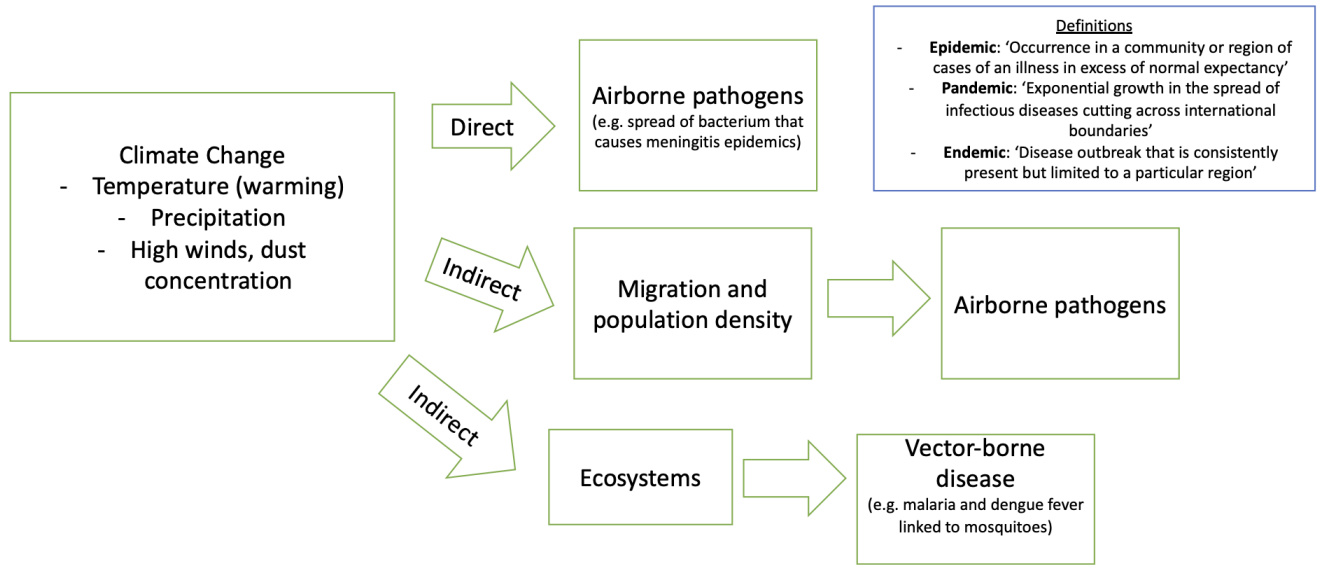 Climate Change
- Temperature (warming)
- Precipitation
- High winds, dust
concentration
Direct
Airborne pathogens
(e.g. spread of bacterium that
causes meningitis epidemics)
Definitions
- Epidemic: ‘Occurrence in a community or region of
cases of an illness in excess of normal expectancy’
- Pandemic: ‘Exponential growth in the spread of
infectious diseases cutting across international
boundaries’
- Endemic: ‘Disease outbreak that is consistently
present but limited to a particular region’
Indirect
Migration and
population density
Airborne pathogens
Indirect
Ecosystems
Vector-borne
disease
(e.g. malaria and dengue fever
linked to mosquitoes)